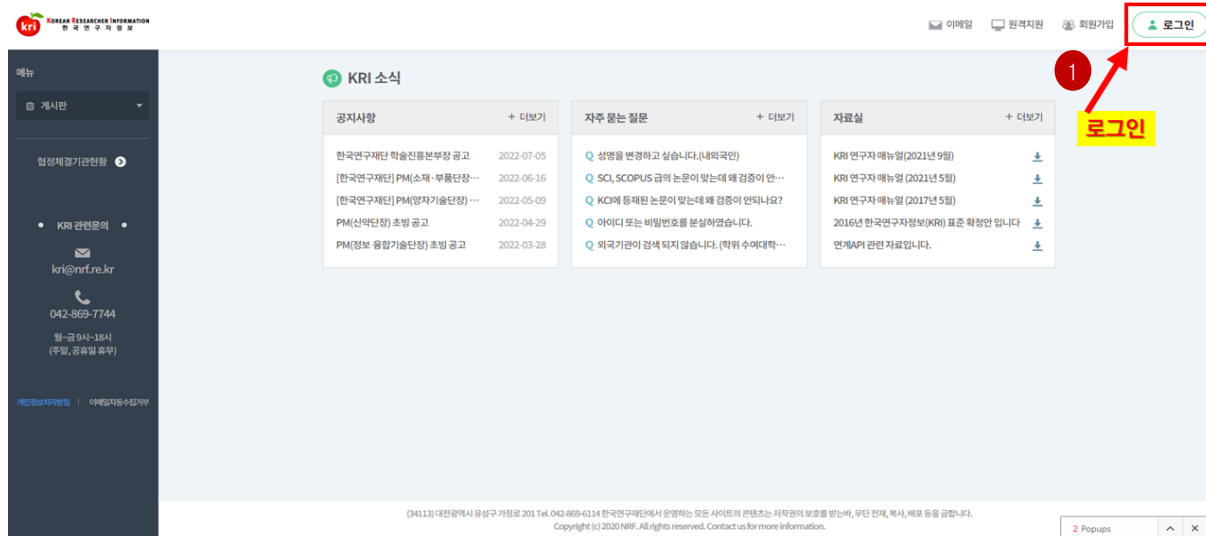 kri KOREAN RESEARCHER INFORMATION
한 국 연 구 자 정 보
이메일
원격지원
회원가입
로그인
1
로그인
메뉴
게시판
협정체결기관현황
KRI 관련문의
kri@nrf.re.kr
042-869-7744
월~금 9시~18시
(주말, 공휴일 휴무)
개인정보처리방침 | 이메일자동수집거부
KRI 소식
공지사항 + 더보기
한국연구재단 학술진흥본부장 공고 2022-07-05
[한국연구재단] PM(소재·부품단장… 2022-06-16
[한국연구재단] PM(양자기술단장) … 2022-05-09
PM(신약단장) 초빙 공고 2022-04-29
PM(정보·융합기술단장) 초빙 공고 2022-03-28
자주 묻는 질문 + 더보기
Q 성명을 변경하고 싶습니다.(내외국인)
Q SCI, SCOPUS 급의 논문이 맞는데 왜 검증이 안…
Q KCI에 등재된 논문이 맞는데 왜 검증이 안되나요?
Q 아이디 또는 비밀번호를 분실하였습니다.
Q 외국기관이 검색 되지 않습니다. (학위 수여대학…
자료실 + 더보기
KRI 연구자 매뉴얼(2021년 9월)
KRI 연구자 매뉴얼 (2021년 5월)
KRI 연구자 매뉴얼 (2017년 5월)
2016년 한국연구자정보(KRI) 표준 확정안 입니다
연계API 관련 자료입니다.
(34113) 대전광역시 유성구 가정로 201 Tel. 042-869-6114 한국연구재단에서 운영하는 모든 사이트의 콘텐츠는 저작권의 보호를 받는바, 무단 전재, 복사, 배포 등을 금합니다.
Copyright (c) 2020 NRF. All rights reserved. Contact us for more information.
2 Popups